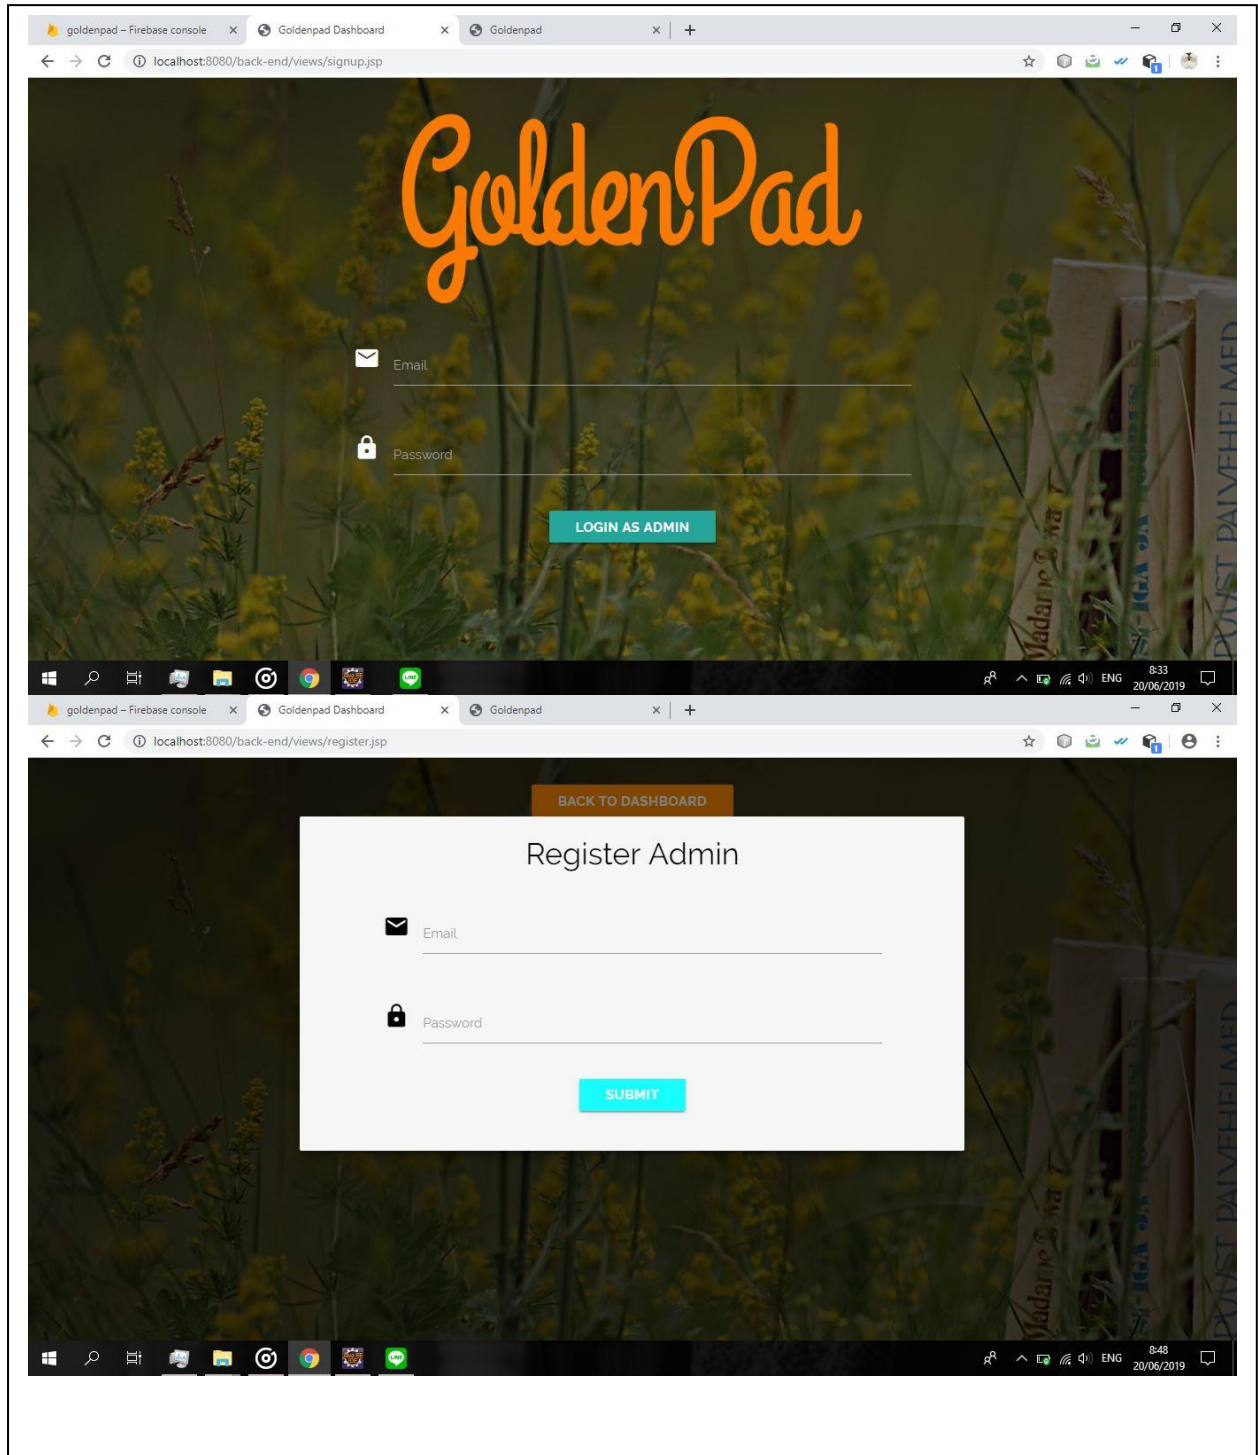 goldenpad – Firebase console
Goldenpad Dashboard
Goldenpad
localhost:8080/back-end/views/signup.jsp
GoldenPad
Email
Password
LOGIN AS ADMIN
PÜHVEHELMED
ENG
8:33
20/06/2019
goldenpad – Firebase console
Goldenpad Dashboard
Goldenpad
localhost:8080/back-end/views/register.jsp
BACK TO DASHBOARD
Register Admin
Email
Password
SUBMIT
ENG
8:48
20/06/2019